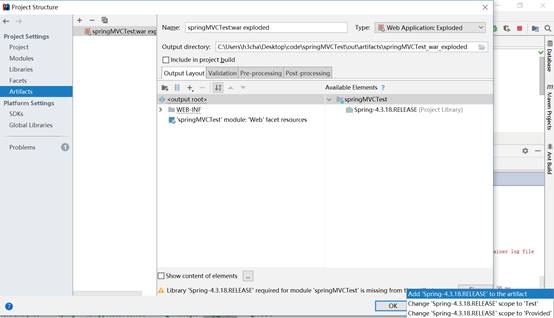 Project Structure
Project Settings
Project
Modules
Libraries
Facets
Artifacts
Platform Settings
SDKs
Global Libraries
Problems
1
springMVCTest:war exp
Name: springMVCTest:war exploded
Type: Web Application: Exploded
Output directory: C:\Users\h3cha\Desktop\code\springMVCTest\out\artifacts\springMVCTest_war_exploded
Include in project build
Output Layout Validation Pre-processing Post-processing
Available Elements ?
<output root>
WEB-INF
'springMVCTest' module: 'Web' facet resources
springMVCTest
Spring-4.3.18.RELEASE (Project Library)
Show content of elements ...
Library 'Spring-4.3.18.RELEASE' required for module 'springMVCTest' is missing from the
OK
Add 'Spring-4.3.18.RELEASE' to the artifact
Change 'Spring-4.3.18.RELEASE' scope to 'Test'
Change 'Spring-4.3.18.RELEASE' scope to 'Provided'
Database
Maven Projects
Ant Build
ainer log file